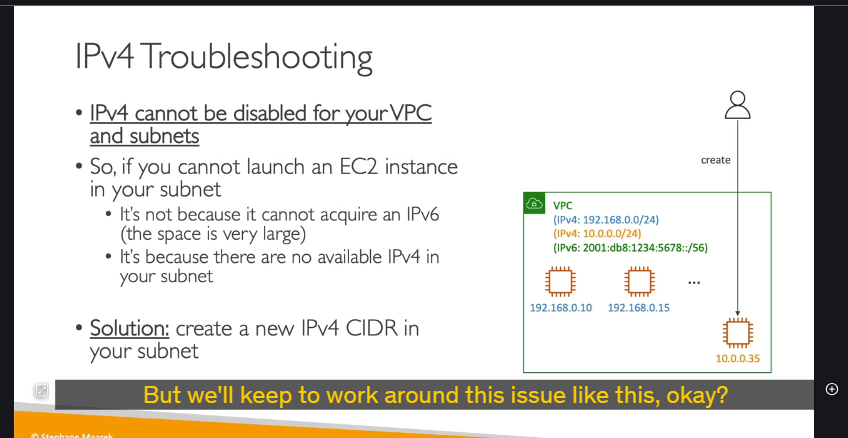 IPv4 Troubleshooting
• IPv4 cannot be disabled for your VPC
and subnets
• So, if you cannot launch an EC2 instance
in your subnet
• It's not because it cannot acquire an IPv6
(the space is very large)
• It's because there are no available IPv4 in
your subnet
• Solution: create a new IPv4 CIDR in
your subnet
create
VPC
(IPv4: 192.168.0.0/24)
(IPv4: 10.0.0.0/24)
(IPv6: 2001:db8:1234:5678::/56)
...
192.168.0.10
192.168.0.15
10.0.0.35
But we'll keep to work around this issue like this, okay?
© Stephane Maarek